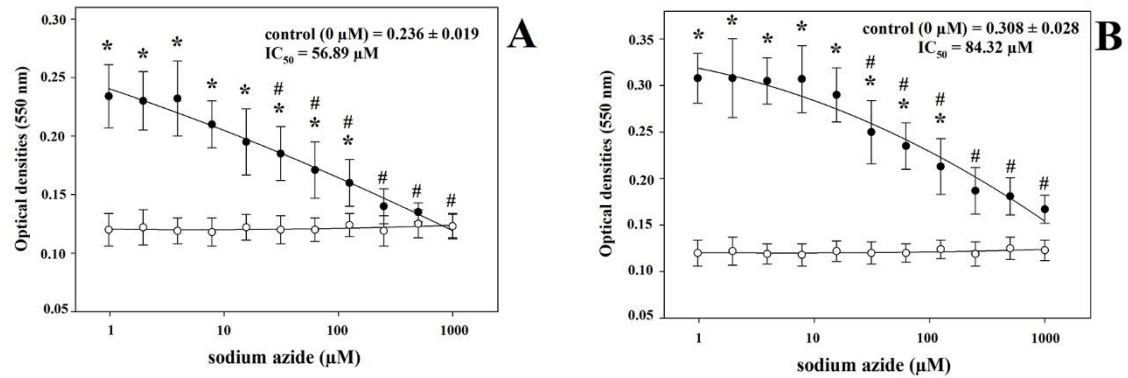 A
control (0 µM) = 0.236 ± 0.019
IC50 = 56.89 µM
Optical densities (550 nm)
0.30
0.25
0.20
0.15
0.10
0.05
* * * * * # # # # # #
* * *
1 10 100 1000
sodium azide (µM)
B
control (0 µM) = 0.308 ± 0.028
IC50 = 84.32 µM
Optical densities (550 nm)
0.35
0.30
0.25
0.20
0.15
0.10
0.05
* * * * * # # # # # #
* * *
1 10 100 1000
sodium azide (µM)